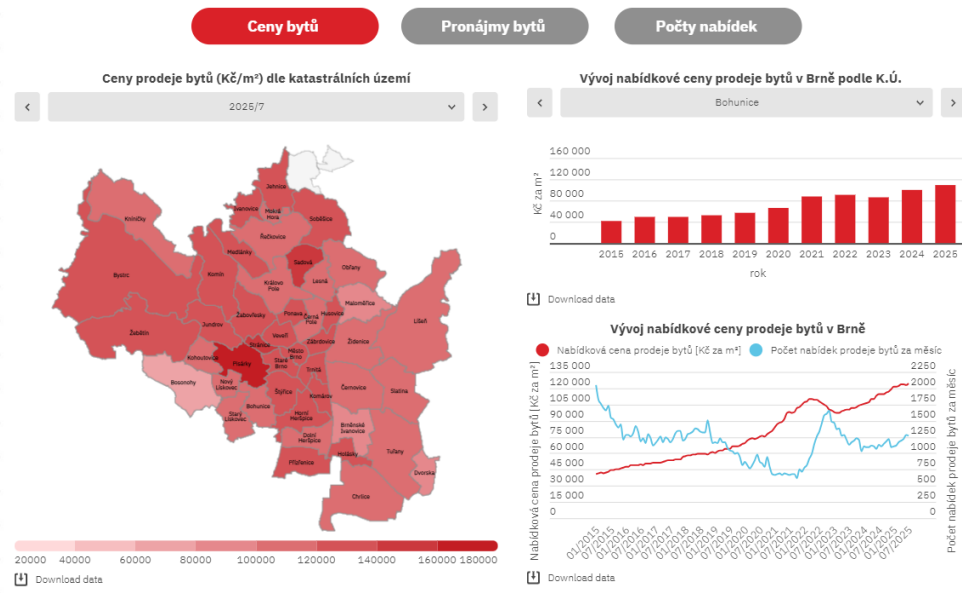 Ceny bytů
Pronájmy bytů
Počty nabídek
Ceny prodeje bytů (Kč/m²) dle katastrálních území
2025/7
Jehnice
Ivanovice
Mokrá
Hora
Soběšice
Kníničky
Řečkovice
Medlánky
Sadová
Obřany
Bystrc
Komín
Královo
Pole
Lesná
Maloměřice
Líšeň
Žabovřesky
Ponava
Černá
Pole
Husovice
Jundrov
Žebětín
Veveří
Zábrdovice
Židenice
Stránice
Město
Brno
Kohoutovice
Pisárky
Staré
Brno
Trnitá
Bosonohy
Nový
Lískovec
Štýřice
Komárov
Černovice
Slatina
Bohunice
Starý
Lískovec
Horní
Heršpice
Brněnské
Ivanovice
Dolní
Heršpice
Holásky
Tuřany
Přízřenice
Dvorska
Chrlice
20000 40000 60000 80000 100000 120000 140000 160000 180000
Download data
Vývoj nabídkové ceny prodeje bytů v Brně podle K.Ú.
Bohunice
Kč za m²
160 000
120 000
80 000
40 000
0
2015 2016 2017 2018 2019 2020 2021 2022 2023 2024 2025
rok
Download data
Vývoj nabídkové ceny prodeje bytů v Brně
Nabídková cena prodeje bytů [Kč za m²] Počet nabídek prodeje bytů za měsíc
Nabídková cena prodeje bytů [Kč za m²]
135 000
120 000
105 000
90 000
75 000
60 000
45 000
30 000
15 000
0
2250
2000
1750
1500
1250
1000
750
500
250
0
Počet nabídek prodeje bytů za měsíc
01/2015 07/2015 01/2016 07/2016 01/2017 07/2017 01/2018 07/2018 01/2019 07/2019 01/2020 07/2020 01/2021 07/2021 01/2022 07/2022 01/2023 07/2023 01/2024 07/2024 01/2025 07/2025
Download data